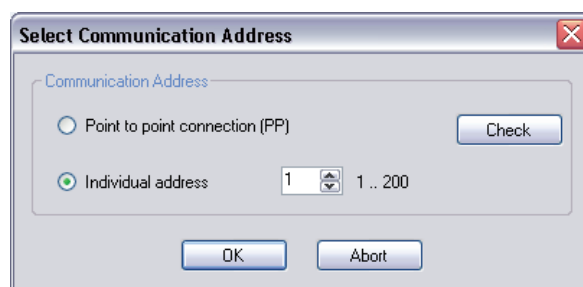 Select Communication Address
Communication Address
Point to point connection (PP)
Check
Individual address 1 1 .. 200
OK Abort